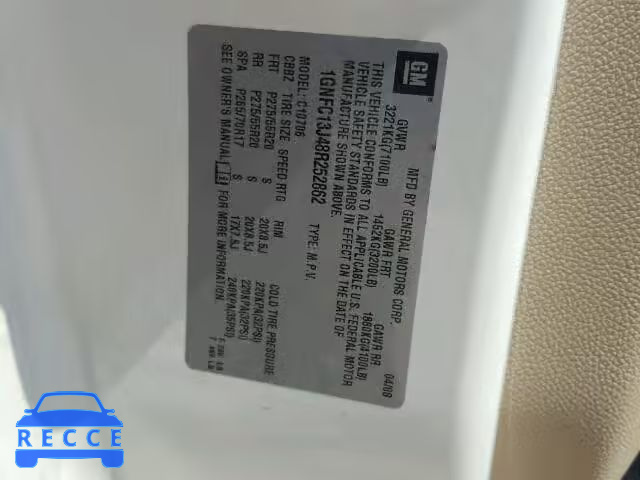 GM
MFD BY GENERAL MOTORS CORP. 04/08
GVWR GAWR FRT GAWR RR
3221KG(7100LB) 1452KG(3200LB) 1860KG(4100LB)
THIS VEHICLE CONFORMS TO ALL APPLICABLE U.S. FEDERAL MOTOR
VEHICLE SAFETY STANDARDS IN EFFECT ON THE DATE OF
MANUFACTURE SHOWN ABOVE.
1GNFC13J48R252862 TYPE: M.P.V.
MODEL: C10706
CBBZ TIRE SIZE SPEED RTG RIM COLD TIRE PRESSURE
FRT P275/55R20 S 20X8.5J 220KPA(32PSI)
RR P275/55R20 S 20X8.5J 220KPA(32PSI)
SPA P265/70R17 S 17X7.5J 240KPA(35PSI)
SEE OWNER'S MANUAL FOR MORE INFORMATION.
RECCE